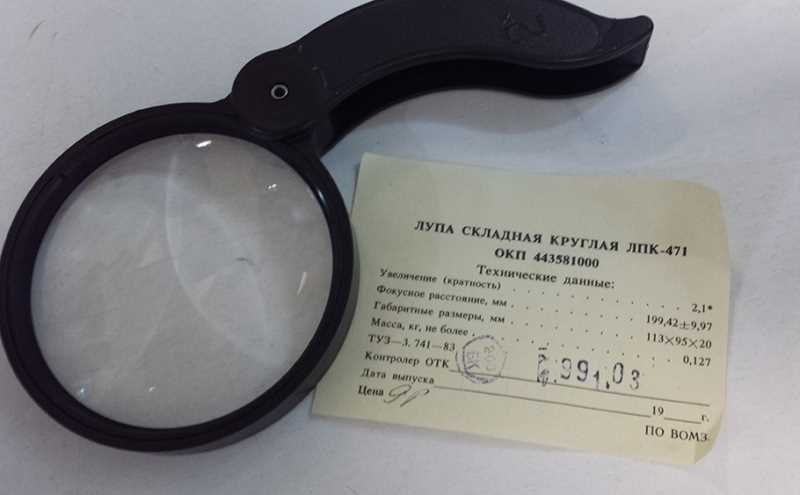 ЛУПА СКЛАДНАЯ КРУГЛАЯ ЛПК-471
ОКП 443581000
Технические данные:
Увеличение (кратность) . . . . . . . . . . 2,1*
Фокусное расстояние, мм . . . . . . . . . 199,42±9,97
Габаритные размеры, мм . . . . . . . . . 113×95×20
Масса, кг, не более . . . . . . . . . . 0,127
ТУЗ—3. 741—83
Контролер ОТК
Дата выпуска 19 г.
Цена
ПО ВОМЗ